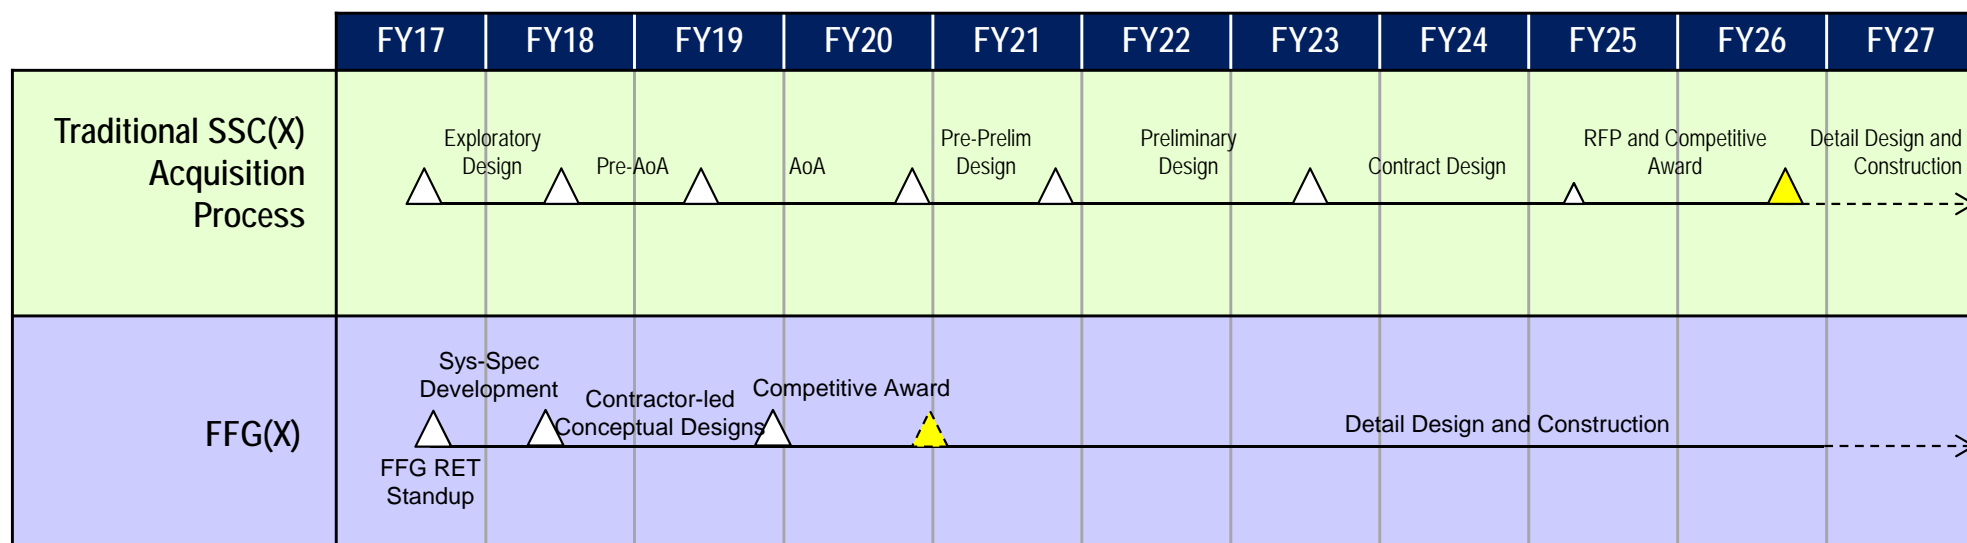 FY17 FY18 FY19 FY20 FY21 FY22 FY23 FY24 FY25 FY26 FY27
Traditional SSC(X)
Acquisition
Process
Exploratory
Design
Pre-AoA
AoA
Pre-Prelim
Design
Preliminary
Design
Contract Design
RFP and Competitive
Award
Detail Design and
Construction
FFG(X)
Sys-Spec
Development
FFG RET
Standup
Contractor-led
Conceptual Designs
Competitive Award
Detail Design and Construction